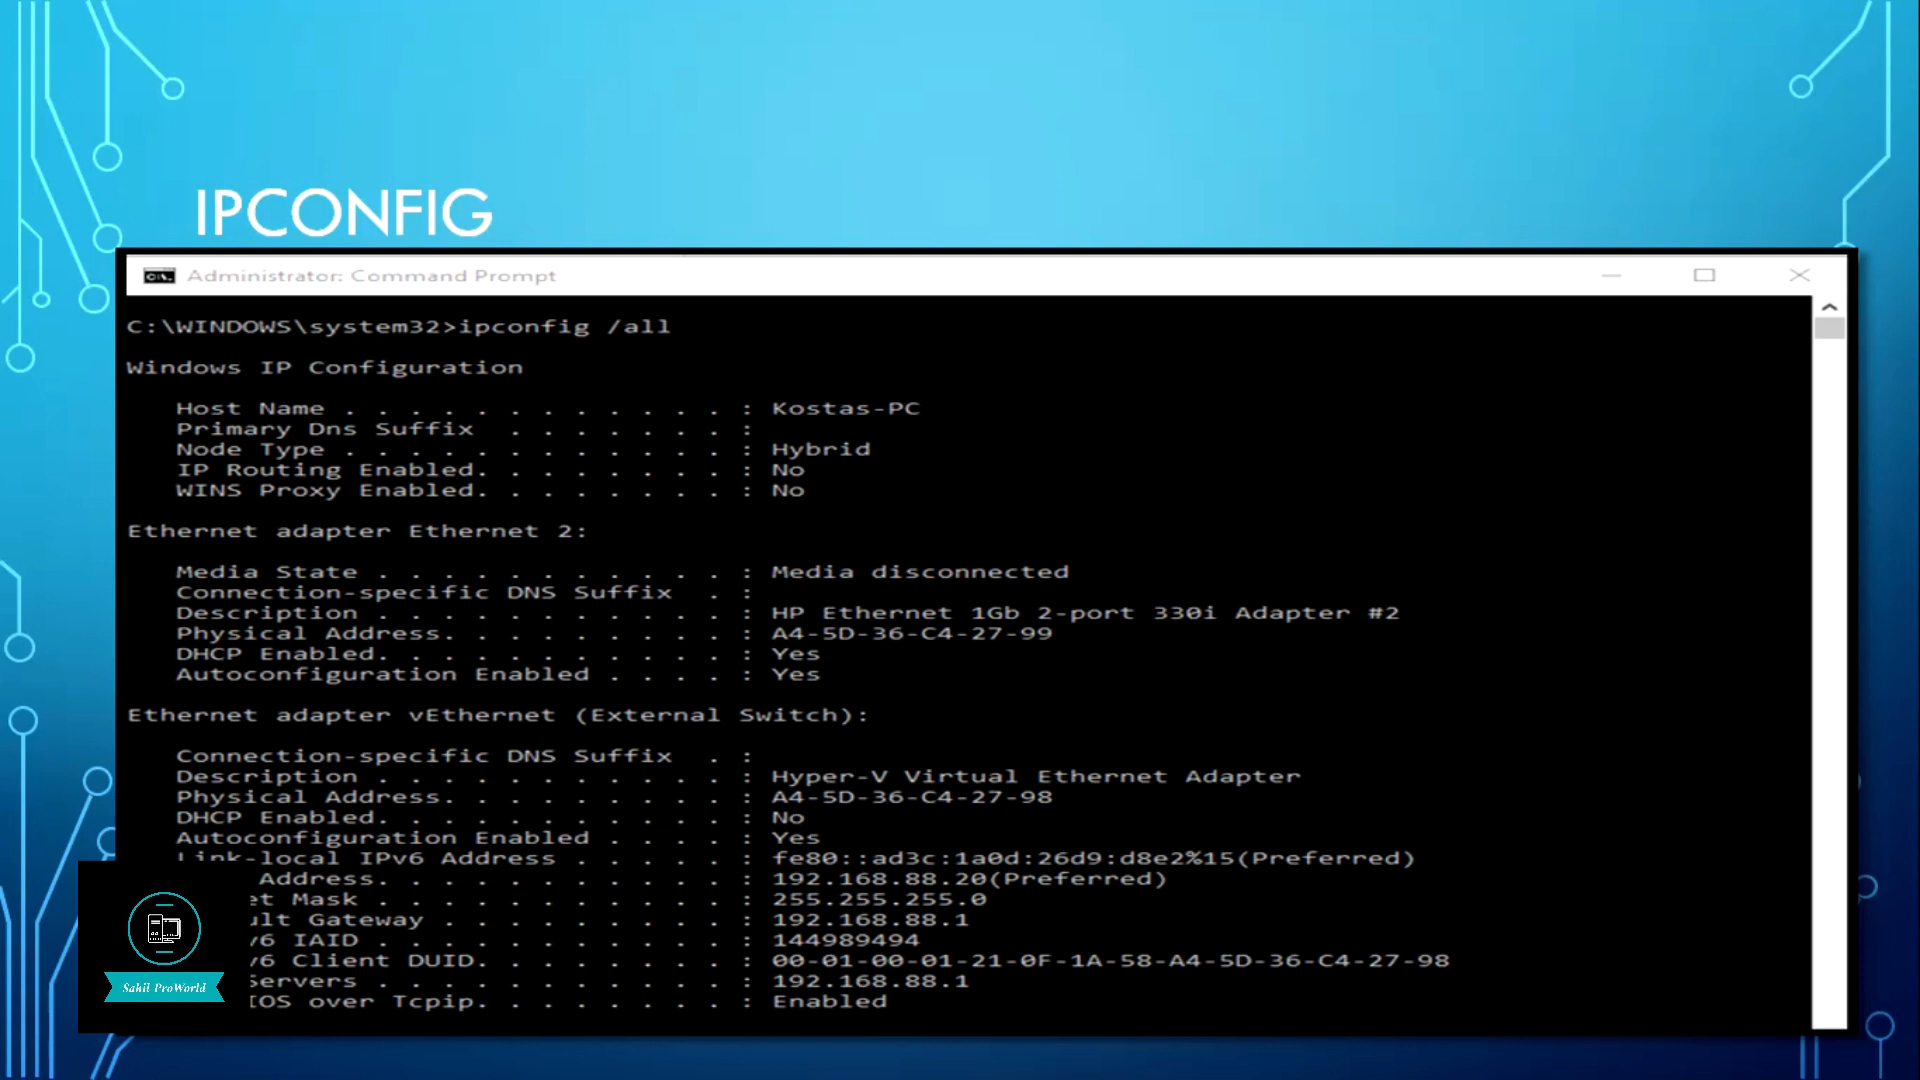 IPCONFIG
Administrator: Command Prompt
C:\WINDOWS\system32>ipconfig /all
Windows IP Configuration
Host Name . . . . . . . . . . . . : Kostas-PC
Primary Dns Suffix . . . . . . . :
Node Type . . . . . . . . . . . . : Hybrid
IP Routing Enabled. . . . . . . . : No
WINS Proxy Enabled. . . . . . . . : No
Ethernet adapter Ethernet 2:
Media State . . . . . . . . . . . : Media disconnected
Connection-specific DNS Suffix . :
Description . . . . . . . . . . . : HP Ethernet 1Gb 2-port 330i Adapter #2
Physical Address. . . . . . . . . : A4-5D-36-C4-27-99
DHCP Enabled. . . . . . . . . . . : Yes
Autoconfiguration Enabled . . . . : Yes
Ethernet adapter vEthernet (External Switch):
Connection-specific DNS Suffix . :
Description . . . . . . . . . . . : Hyper-V Virtual Ethernet Adapter
Physical Address. . . . . . . . . : A4-5D-36-C4-27-98
DHCP Enabled. . . . . . . . . . . : No
Autoconfiguration Enabled . . . . : Yes
Link-local IPv6 Address . . . . . : fe80::ad3c:1a0d:26d9:d8e2%15(Preferred)
Address. . . . . . . . . . . : 192.168.88.20(Preferred)
et Mask . . . . . . . . . . . : 255.255.255.0
ult Gateway . . . . . . . . . : 192.168.88.1
v6 IAID . . . . . . . . . . . : 144989494
v6 Client DUID. . . . . . . . : 00-01-00-01-21-0F-1A-58-A4-5D-36-C4-27-98
Servers . . . . . . . . . . . : 192.168.88.1
IOS over Tcpip. . . . . . . . : Enabled
Sahil ProWorld